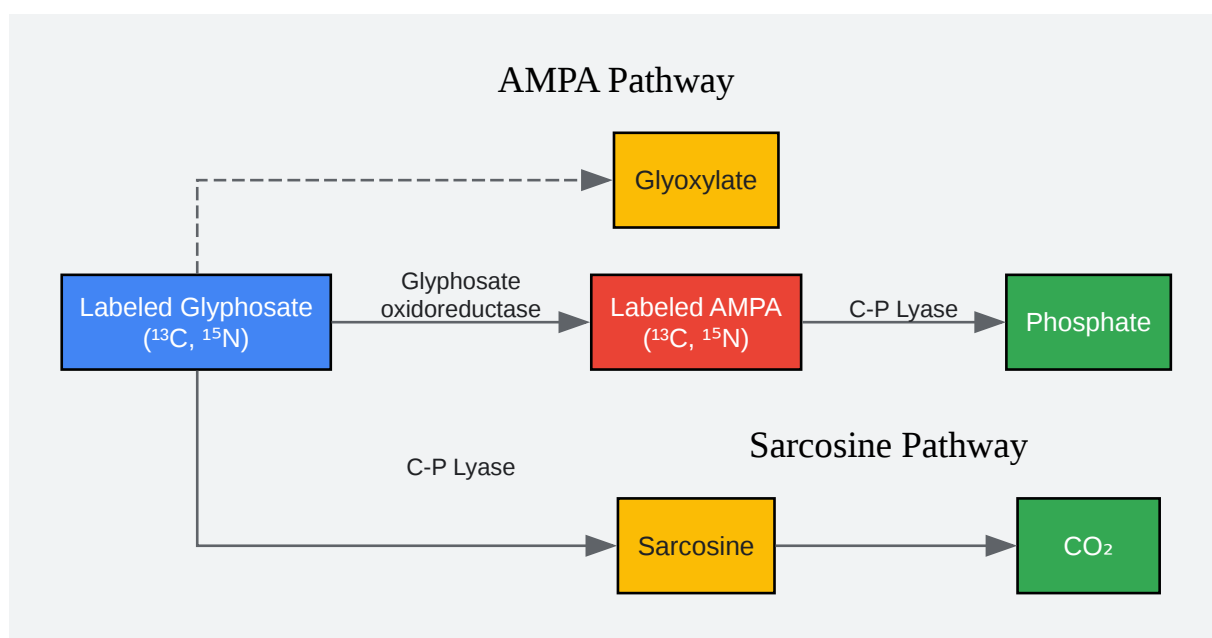 AMPA Pathway
Glyoxylate
Labeled Glyphosate
(¹³C, ¹⁵N)
Glyphosate
oxidoreductase
Labeled AMPA
(¹³C, ¹⁵N)
C-P Lyase
Phosphate
Sarcosine Pathway
C-P Lyase
Sarcosine
CO₂